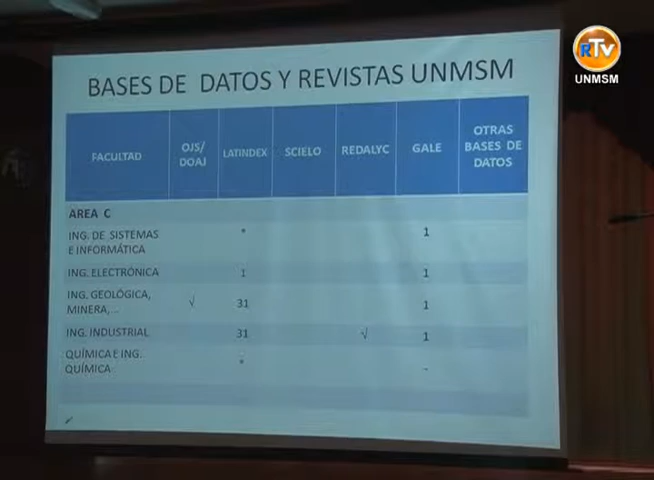 RTv
UNMSM
BASES DE DATOS Y REVISTAS UNMSM
FACULTAD OJS/ DOAJ LATINDEX SCIELO REDALYC GALE OTRAS BASES DE DATOS
AREA C
ING. DE SISTEMAS E INFORMÁTICA * 1
ING. ELECTRÓNICA 1 1
ING. GEOLÓGICA, MINERA,.. √ 31 1
ING. INDUSTRIAL 31 √ 1
QUÍMICA E ING. QUÍMICA * -